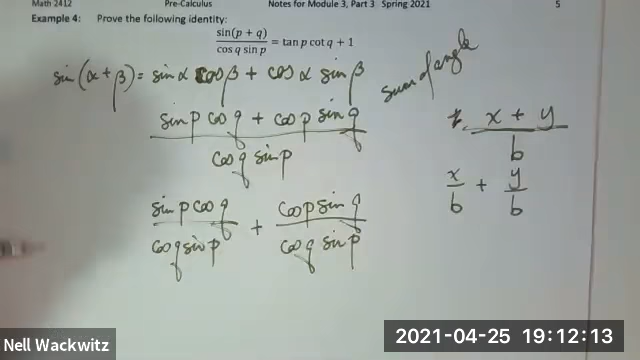 Math 2412 Pre-Calculus Notes for Module 3, Part 3 Spring 2021 5
Example 4: Prove the following identity:
sin(p + q)
cos q sin p
= tan p cot q + 1
sin (α + β) = sin α cos β + cos α sin β
sum of angle
sin p cos q + cos p sin q
cos q sin p
x + y
b
x/b + y/b
sin p cos q
cos q sin p
+
cos p sin q
cos q sin p
Nell Wackwitz
2021-04-25 19:12:13